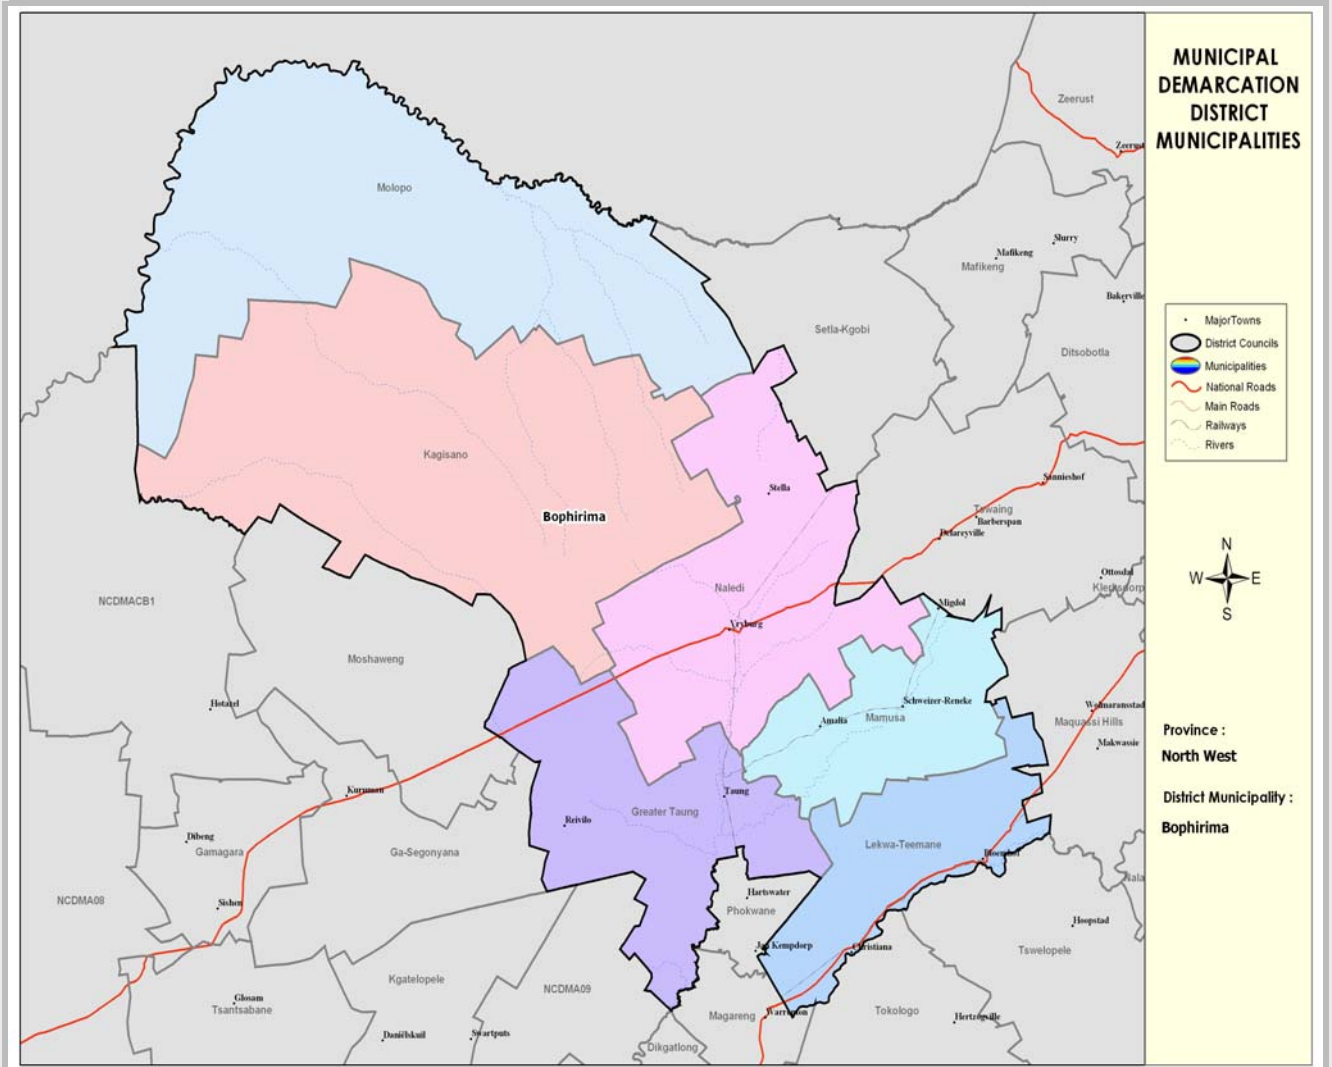 MUNICIPAL
DEMARCATION
DISTRICT
MUNICIPALITIES
MajorTowns
District Councils
Municipalities
National Roads
Main Roads
Railways
Rivers
N
W
E
S
Province :
North West
District Municipality :
Bophirima
Zeerust
Zeerust
Molopo
Slurry
Mafikeng
Mafikeng
Bakerville
Setla-Kgobi
Ditsobotla
Kagisano
Sannieshof
Stella
Bophirima
Tswaing
Barberspan
Delareyville
Ottosdal
Klerksdorp
Naledi
NCDMACB1
Migdol
Vryburg
Moshaweng
Hotazel
Schweizer-Reneke
Wolmaransstad
Amalia
Mamusa
Maquassi Hills
Makwassie
Kuruman
Taung
Greater Taung
Reivilo
Dibeng
Gamagara
Ga-Segonyana
Lekwa-Teemane
Bloemhof
Nala
Hartswater
NCDMA08
Sishen
Phokwane
Hoopstad
Jan Kempdorp
Christiana
Tswelopele
Kgatelopele
NCDMA09
Glosam
Tsantsabane
Magareng
Warrenton
Tokologo
Hertzogville
Daniëlskuil
Swartputs
Dikgatlong